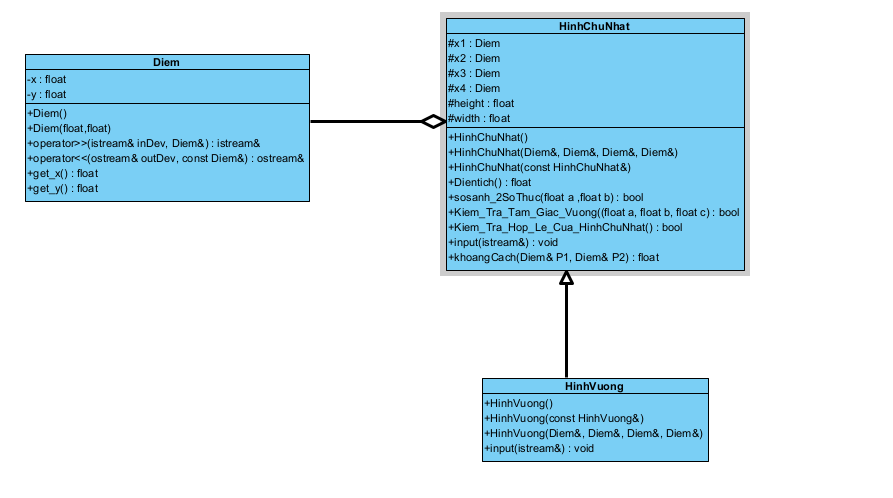 Diem
-x : float
-y : float
+Diem()
+Diem(float,float)
+operator>>(istream& inDev, Diem&) : istream&
+operator<<(ostream& outDev, const Diem&) : ostream&
+get_x() : float
+get_y() : float
HinhChuNhat
#x1 : Diem
#x2 : Diem
#x3 : Diem
#x4 : Diem
#height : float
#width : float
+HinhChuNhat()
+HinhChuNhat(Diem&, Diem&, Diem&, Diem&)
+HinhChuNhat(const HinhChuNhat&)
+Dientich() : float
+sosanh_2SoThuc(float a ,float b) : bool
+Kiem_Tra_Tam_Giac_Vuong((float a, float b, float c) : bool
+Kiem_Tra_Hop_Le_Cua_HinhChuNhat() : bool
+input(istream&) : void
+khoangCach(Diem& P1, Diem& P2) : float
HinhVuong
+HinhVuong()
+HinhVuong(const HinhVuong&)
+HinhVuong(Diem&, Diem&, Diem&, Diem&)
+input(istream&) : void